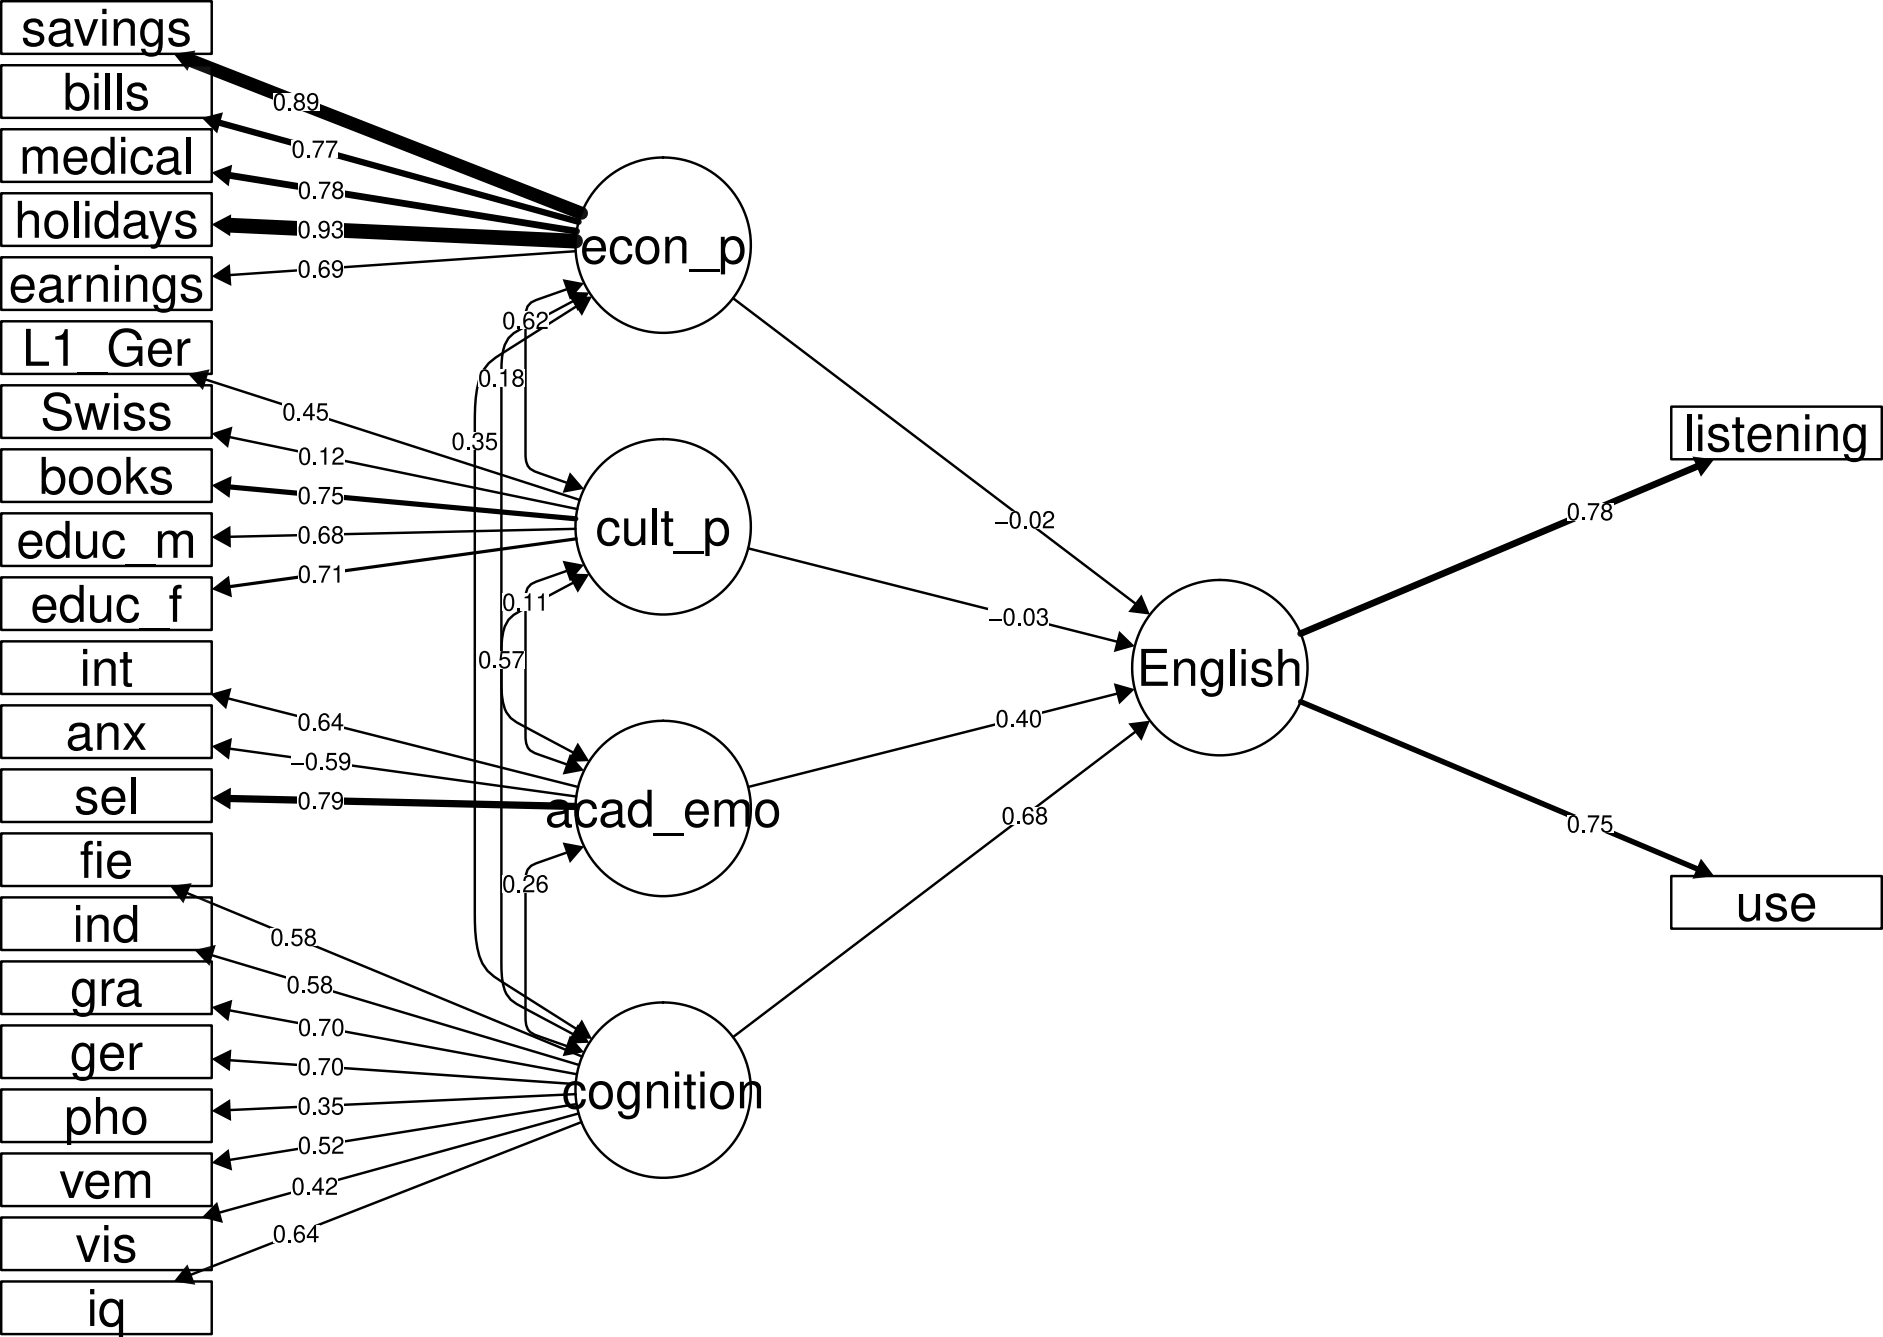 savings
bills
medical
holidays
earnings
L1_Ger
Swiss
books
educ_m
educ_f
int
anx
sel
fie
ind
gra
ger
pho
vem
vis
iq
0.89
0.77
0.78
0.93
0.69
0.45
0.12
0.75
0.68
0.71
0.64
−0.59
0.79
0.58
0.58
0.70
0.70
0.35
0.52
0.42
0.64
0.62
0.18
0.35
0.11
0.57
0.26
econ_p
cult_p
acad_emo
cognition
−0.02
−0.03
0.40
0.68
English
0.78
0.75
listening
use